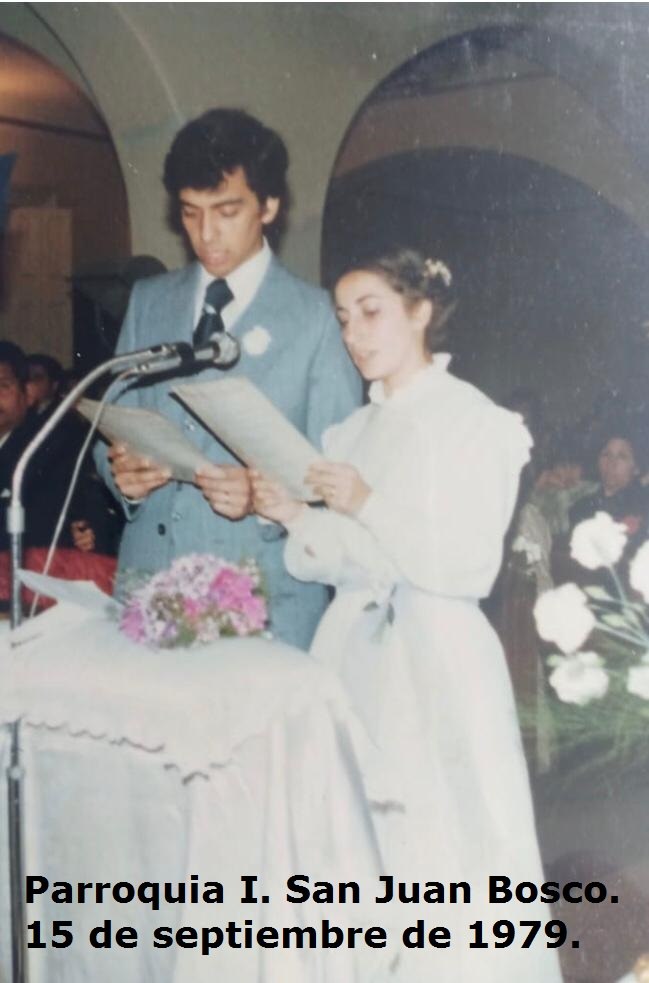 Parroquia I. San Juan Bosco.
15 de septiembre de 1979.